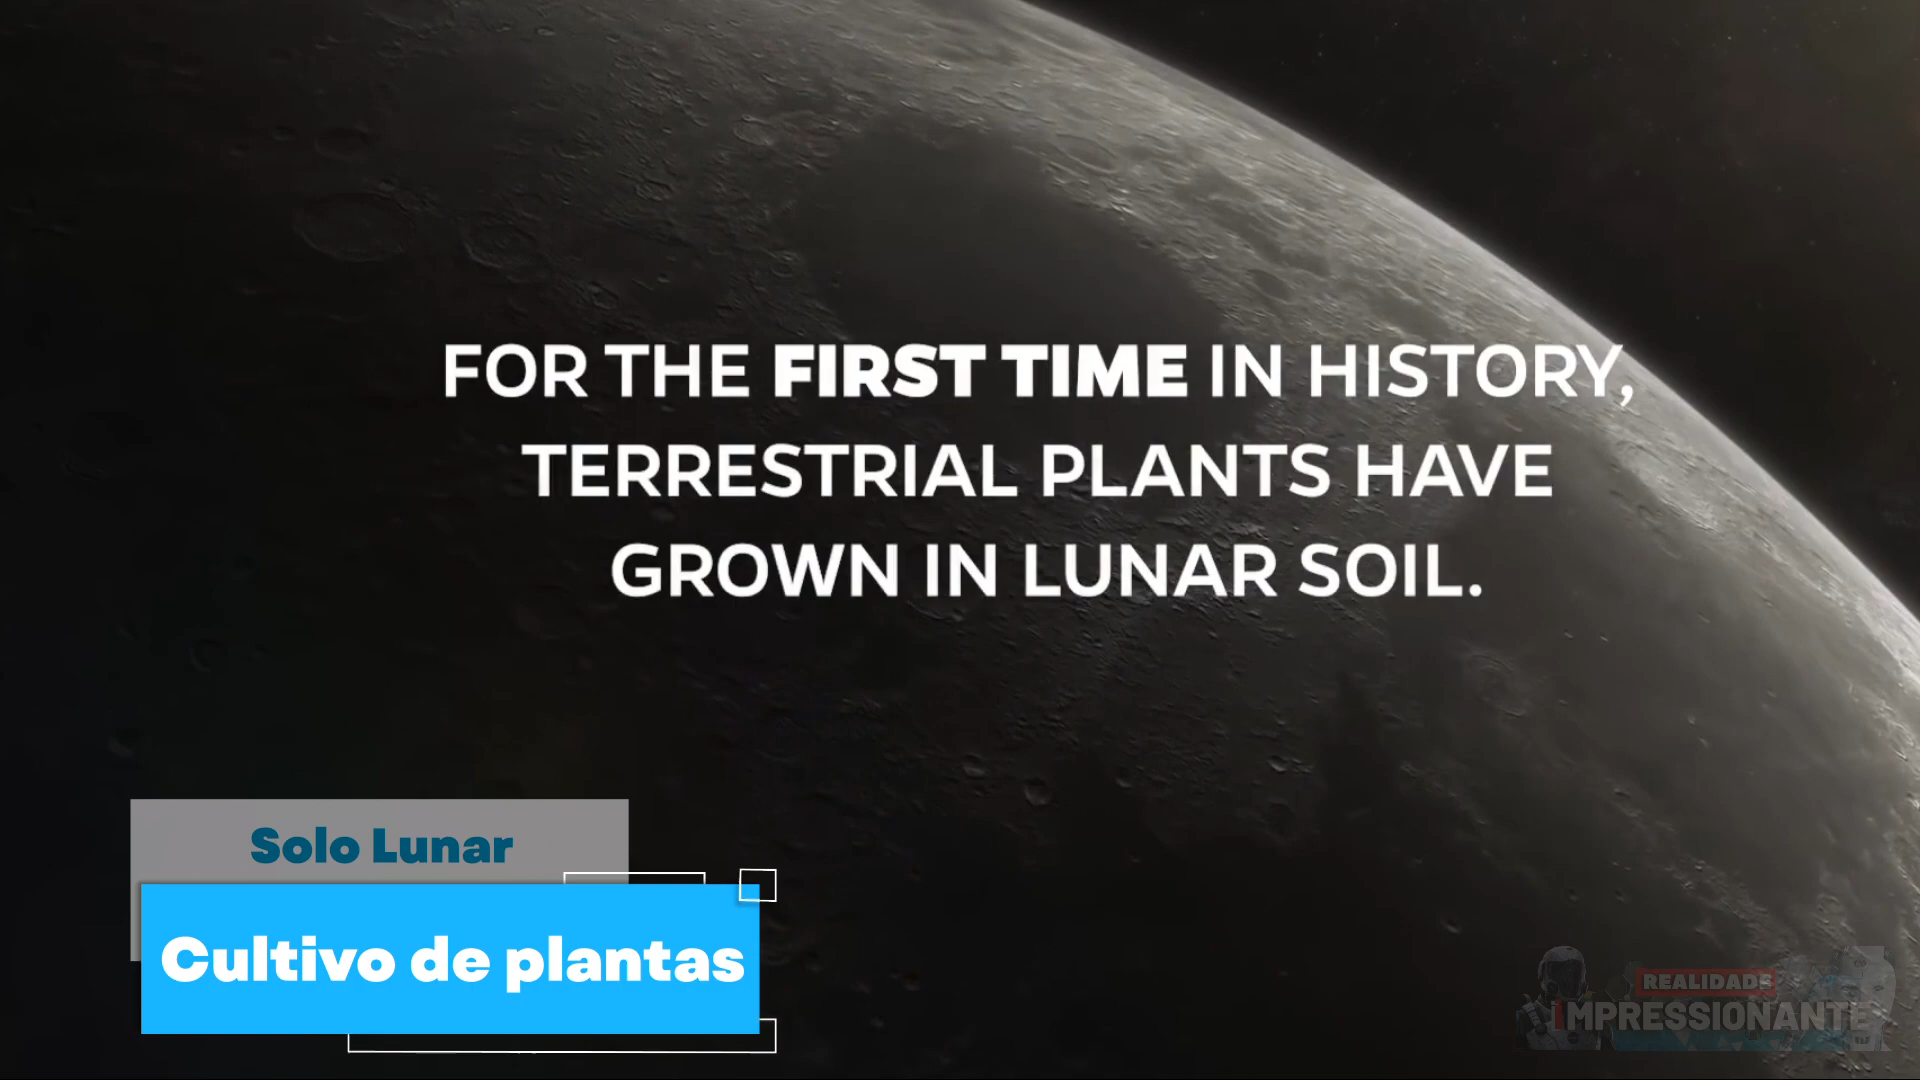 FOR THE FIRST TIME IN HISTORY,
TERRESTRIAL PLANTS HAVE
GROWN IN LUNAR SOIL.
Solo Lunar
Cultivo de plantas
REALIDADE
IMPRESSIONANTE